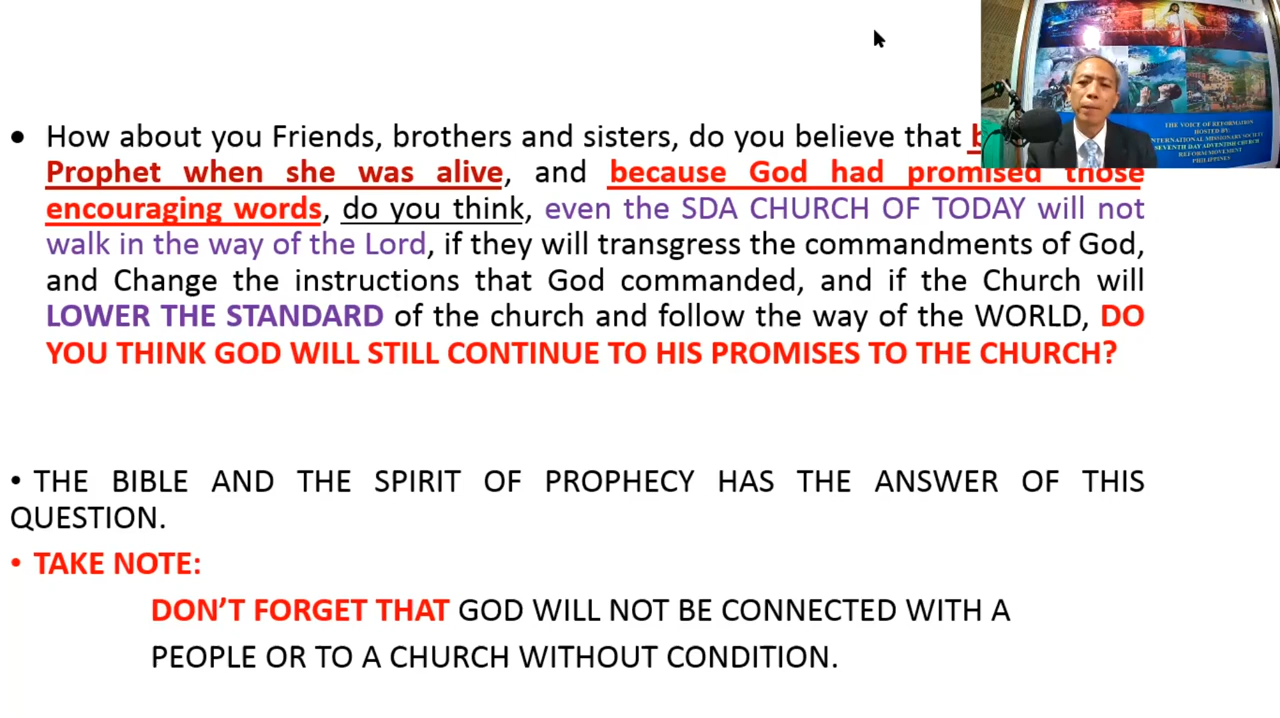 • How about you Friends, brothers and sisters, do you believe that
Prophet when she was alive, and because God had promised those
encouraging words, do you think, even the SDA CHURCH OF TODAY will not
walk in the way of the Lord, if they will transgress the commandments of God,
and Change the instructions that God commanded, and if the Church will
LOWER THE STANDARD of the church and follow the way of the WORLD, DO
YOU THINK GOD WILL STILL CONTINUE TO HIS PROMISES TO THE CHURCH?
• THE BIBLE AND THE SPIRIT OF PROPHECY HAS THE ANSWER OF THIS
QUESTION.
• TAKE NOTE:
DON'T FORGET THAT GOD WILL NOT BE CONNECTED WITH A
PEOPLE OR TO A CHURCH WITHOUT CONDITION.
THE VOICE OF REFORMATION
HOSTED BY:
INTERNATIONAL MISSIONARY SOCIETY
SEVENTH DAY ADVENTISH CHURCH
REFORM MOVEMENT
PHILIPPINES